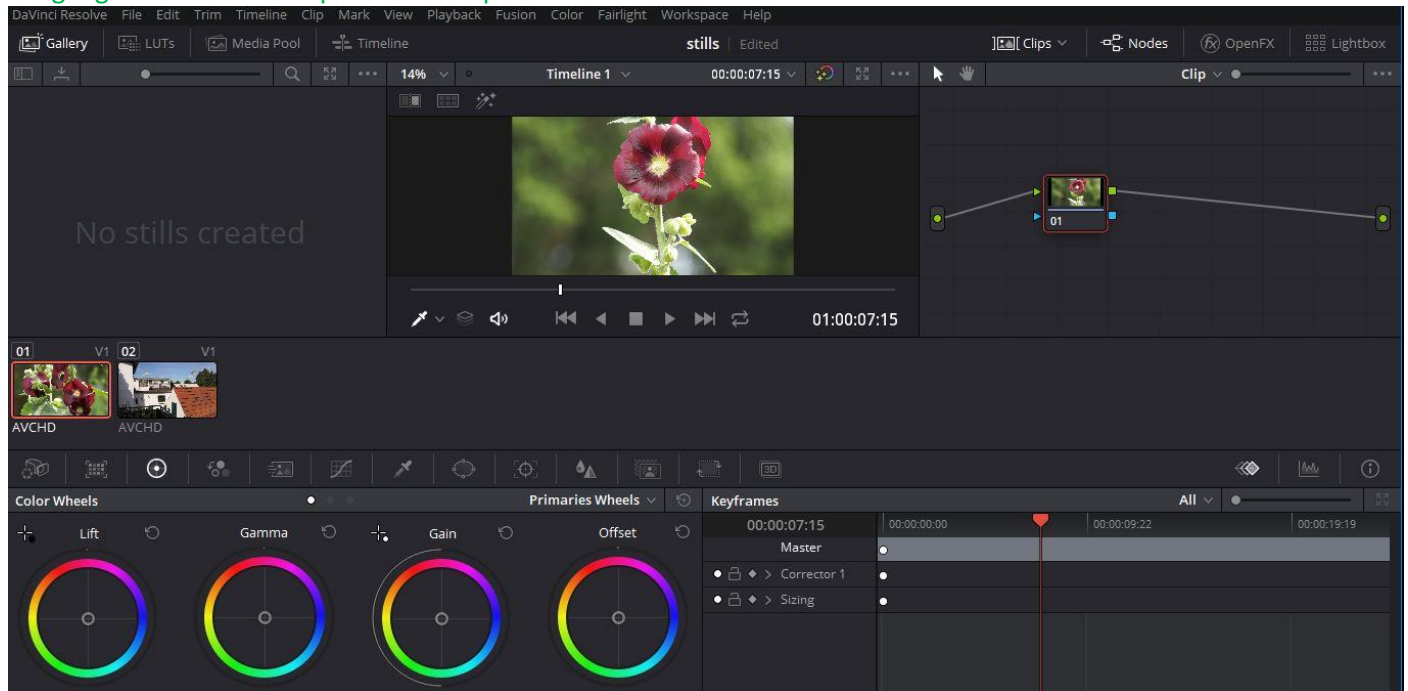 DaVinci Resolve File Edit Trim Timeline Clip Mark View Playback Fusion Color Fairlight Workspace Help
Gallery LUTs Media Pool Timeline stills Edited Clips Nodes OpenFX Lightbox
14% Timeline 1 00:00:07:15 Clip
No stills created
01
01:00:07:15
01 V1 02 V1
AVCHD AVCHD
3D
Color Wheels Primaries Wheels Keyframes All
Lift Gamma Gain Offset
00:00:07:15 00:00:00:00 00:00:09:22 00:00:19:19
Master
Corrector 1
Sizing